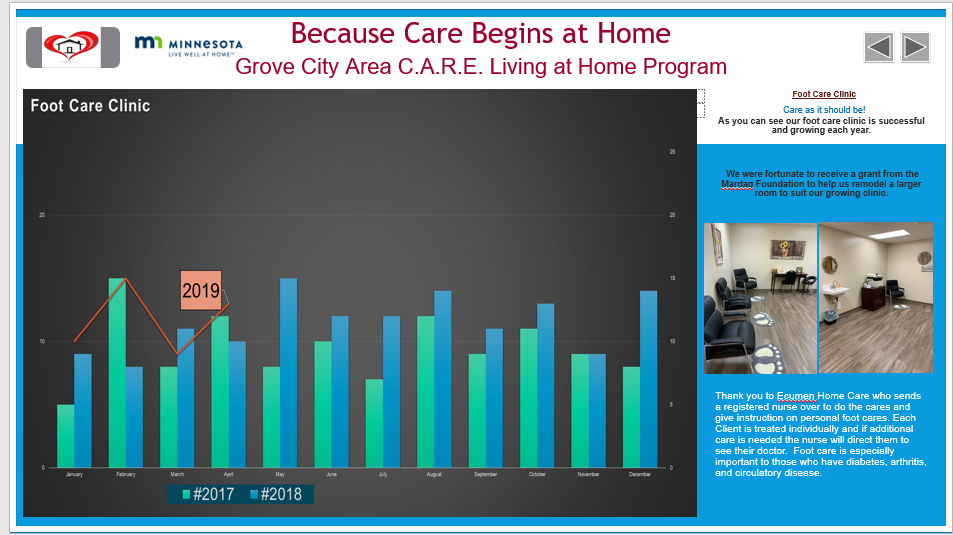 Because Care Begins at Home
mn MINNESOTA
LIVE WELL AT HOME™
Grove City Area C.A.R.E. Living at Home Program
Foot Care Clinic
25
20
20
15
10
10
5
0
0
2019
January February March April May June July August September October November December
#2017 #2018
Foot Care Clinic
Care as it should be!
As you can see our foot care clinic is successful
and growing each year.
We were fortunate to receive a grant from the
Mardag Foundation to help us remodel a larger
room to suit our growing clinic.
Thank you to Ecumen Home Care who sends
a registered nurse over to do the cares and
give instruction on personal foot cares. Each
Client is treated individually and if additional
care is needed the nurse will direct them to
see their doctor.  Foot care is especially
important to those who have diabetes, arthritis,
and circulatory disease.